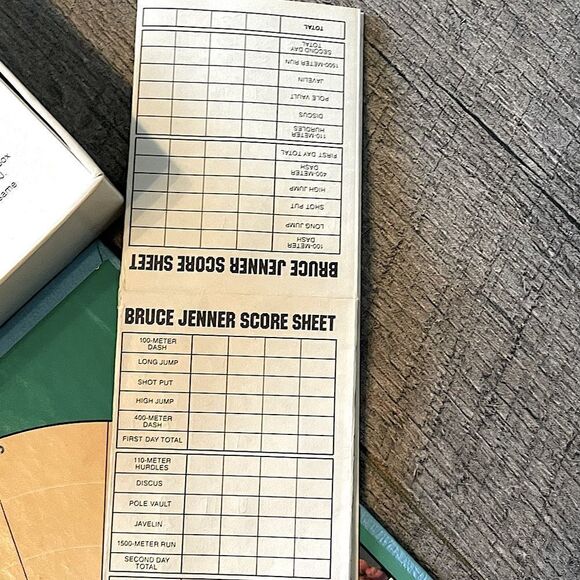 BRUCE JENNER SCORE SHEET
100-METER
DASH
LONG JUMP
SHOT PUT
HIGH JUMP
400-METER
DASH
FIRST DAY TOTAL
110-METER
HURDLES
DISCUS
POLE VAULT
JAVELIN
1500-METER RUN
SECOND DAY
TOTAL
TOTAL
BRUCE JENNER SCORE SHEET
100-METER
DASH
LONG JUMP
SHOT PUT
HIGH JUMP
400-METER
DASH
FIRST DAY TOTAL
110-METER
HURDLES
DISCUS
POLE VAULT
JAVELIN
1500-METER RUN
SECOND DAY
TOTAL
same